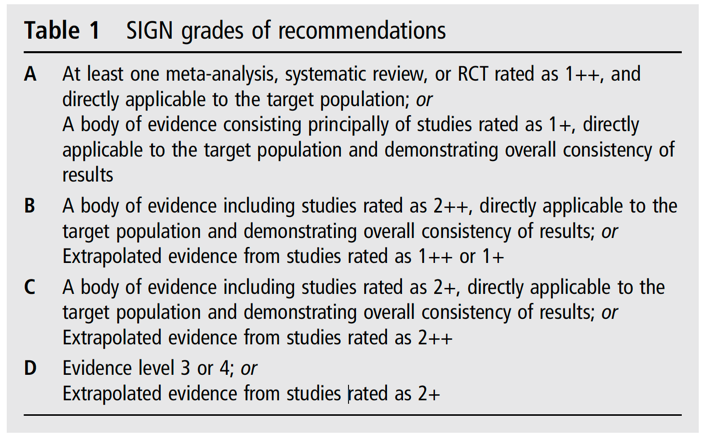 Table 1 SIGN grades of recommendations
A At least one meta-analysis, systematic review, or RCT rated as 1++, and
directly applicable to the target population; or
A body of evidence consisting principally of studies rated as 1+, directly
applicable to the target population and demonstrating overall consistency of
results
B A body of evidence including studies rated as 2++, directly applicable to the
target population and demonstrating overall consistency of results; or
Extrapolated evidence from studies rated as 1++ or 1+
C A body of evidence including studies rated as 2+, directly applicable to the
target population and demonstrating overall consistency of results; or
Extrapolated evidence from studies rated as 2++
D Evidence level 3 or 4; or
Extrapolated evidence from studies rated as 2+